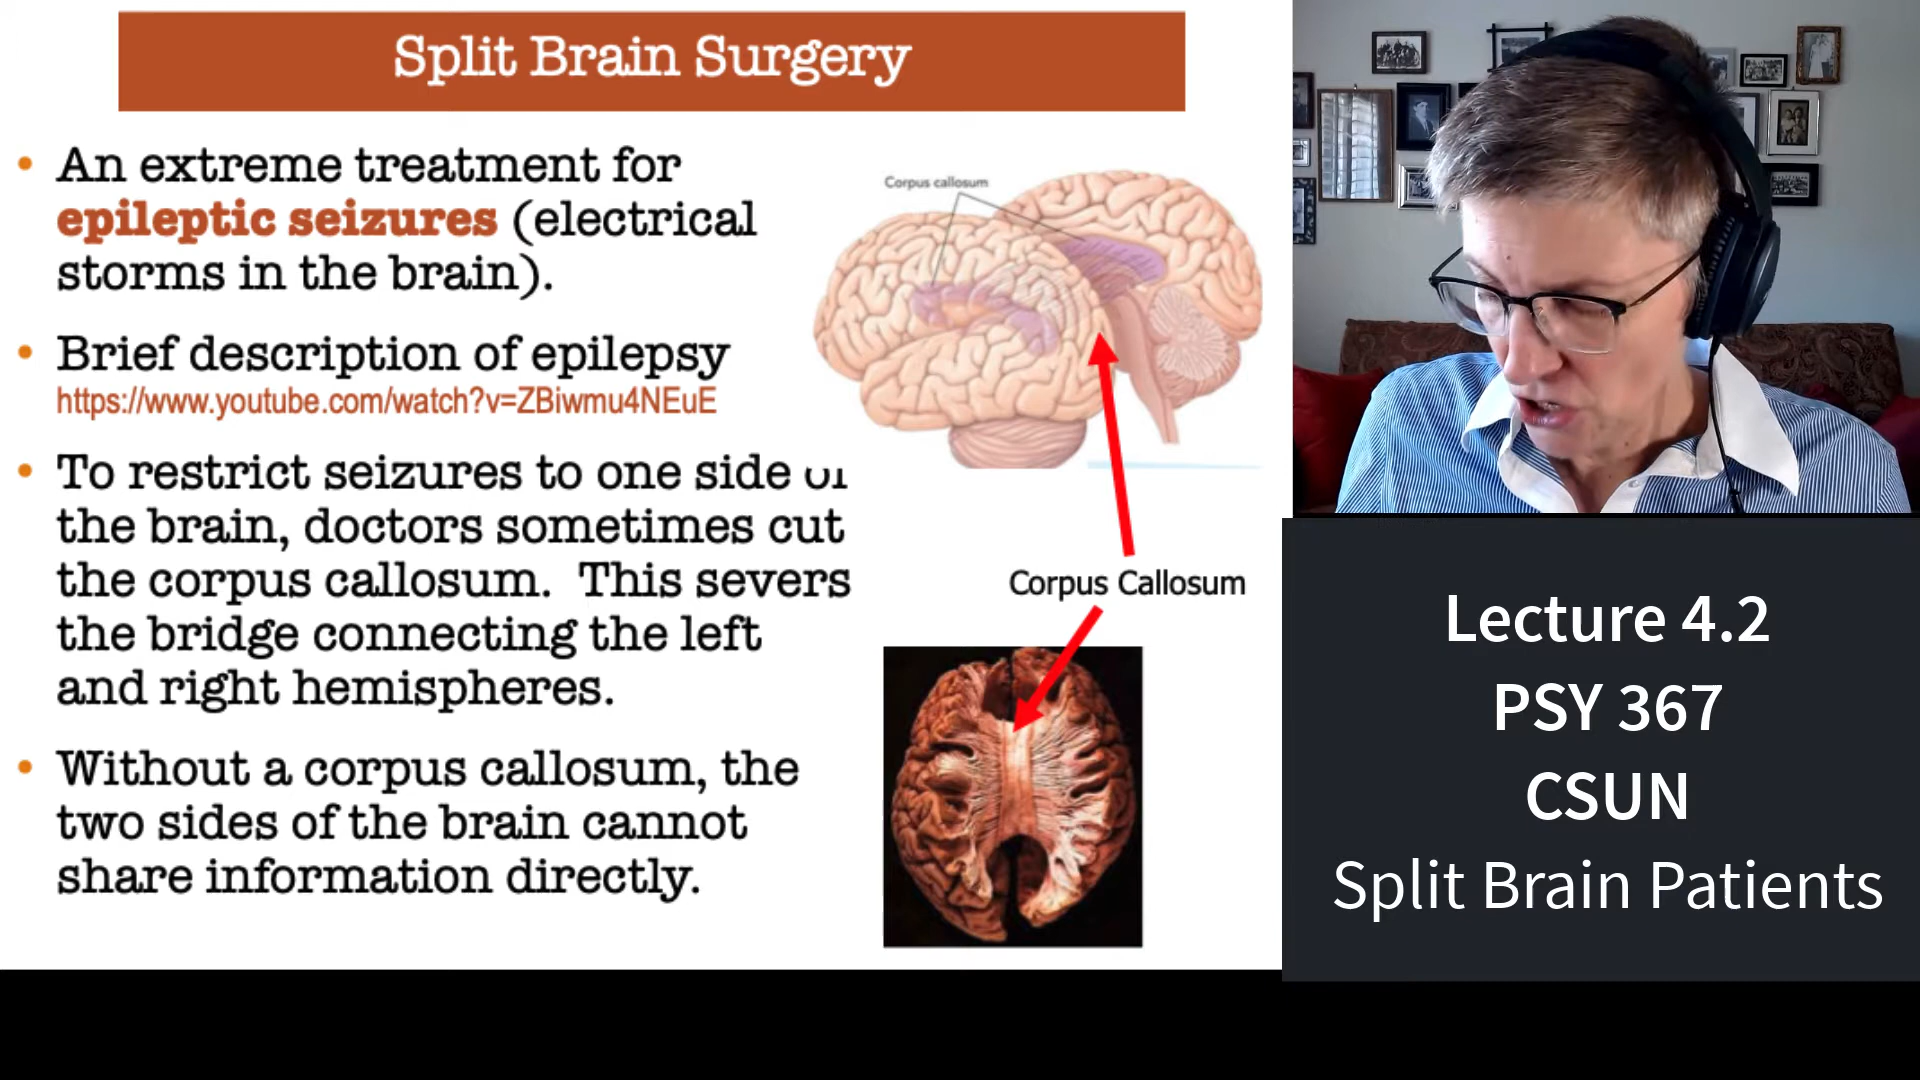 Split Brain Surgery
• An extreme treatment for
epileptic seizures (electrical
storms in the brain).
• Brief description of epilepsy
https://www.youtube.com/watch?v=ZBiwmu4NEuE
• To restrict seizures to one side of
the brain, doctors sometimes cut
the corpus callosum. This severs
the bridge connecting the left
and right hemispheres.
• Without a corpus callosum, the
two sides of the brain cannot
share information directly.
Corpus callosum
Corpus Callosum
Lecture 4.2
PSY 367
CSUN
Split Brain Patients